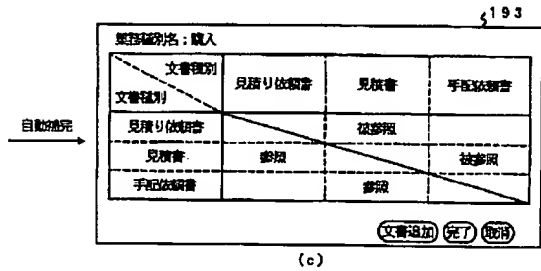 193
業務種別名：購入
文書種別 見積り依頼書 見積書 手配依頼書
文書種別
自動補完
見積り依頼書 被参照
見積書 参照 被参照
手配依頼書 参照
文書追加 完了 取消
(c)